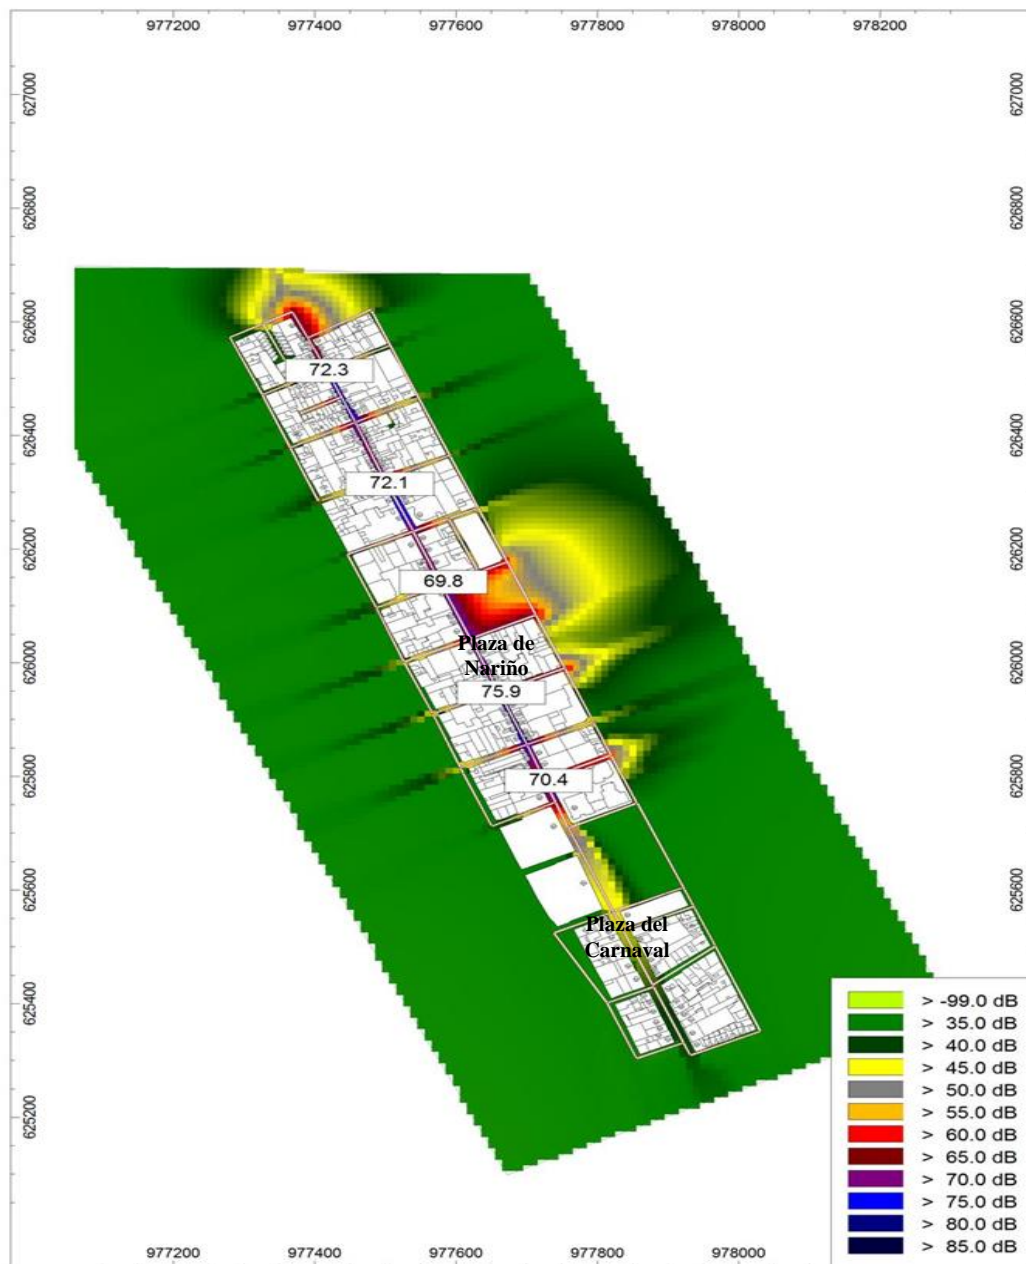 977200 977400 977600 977800 978000 978200
627000 627000
626800 626800
626600 626600
72.3
626400 626400
72.1
626200 626200
69.8
Plaza de
Nariño
626000 626000
75.9
70.4
625800 625800
625600 625600
Plaza del
Carnaval
625400
625200
> -99.0 dB
> 35.0 dB
> 40.0 dB
> 45.0 dB
> 50.0 dB
> 55.0 dB
> 60.0 dB
> 65.0 dB
> 70.0 dB
> 75.0 dB
> 80.0 dB
> 85.0 dB
977200 977400 977600 977800 978000